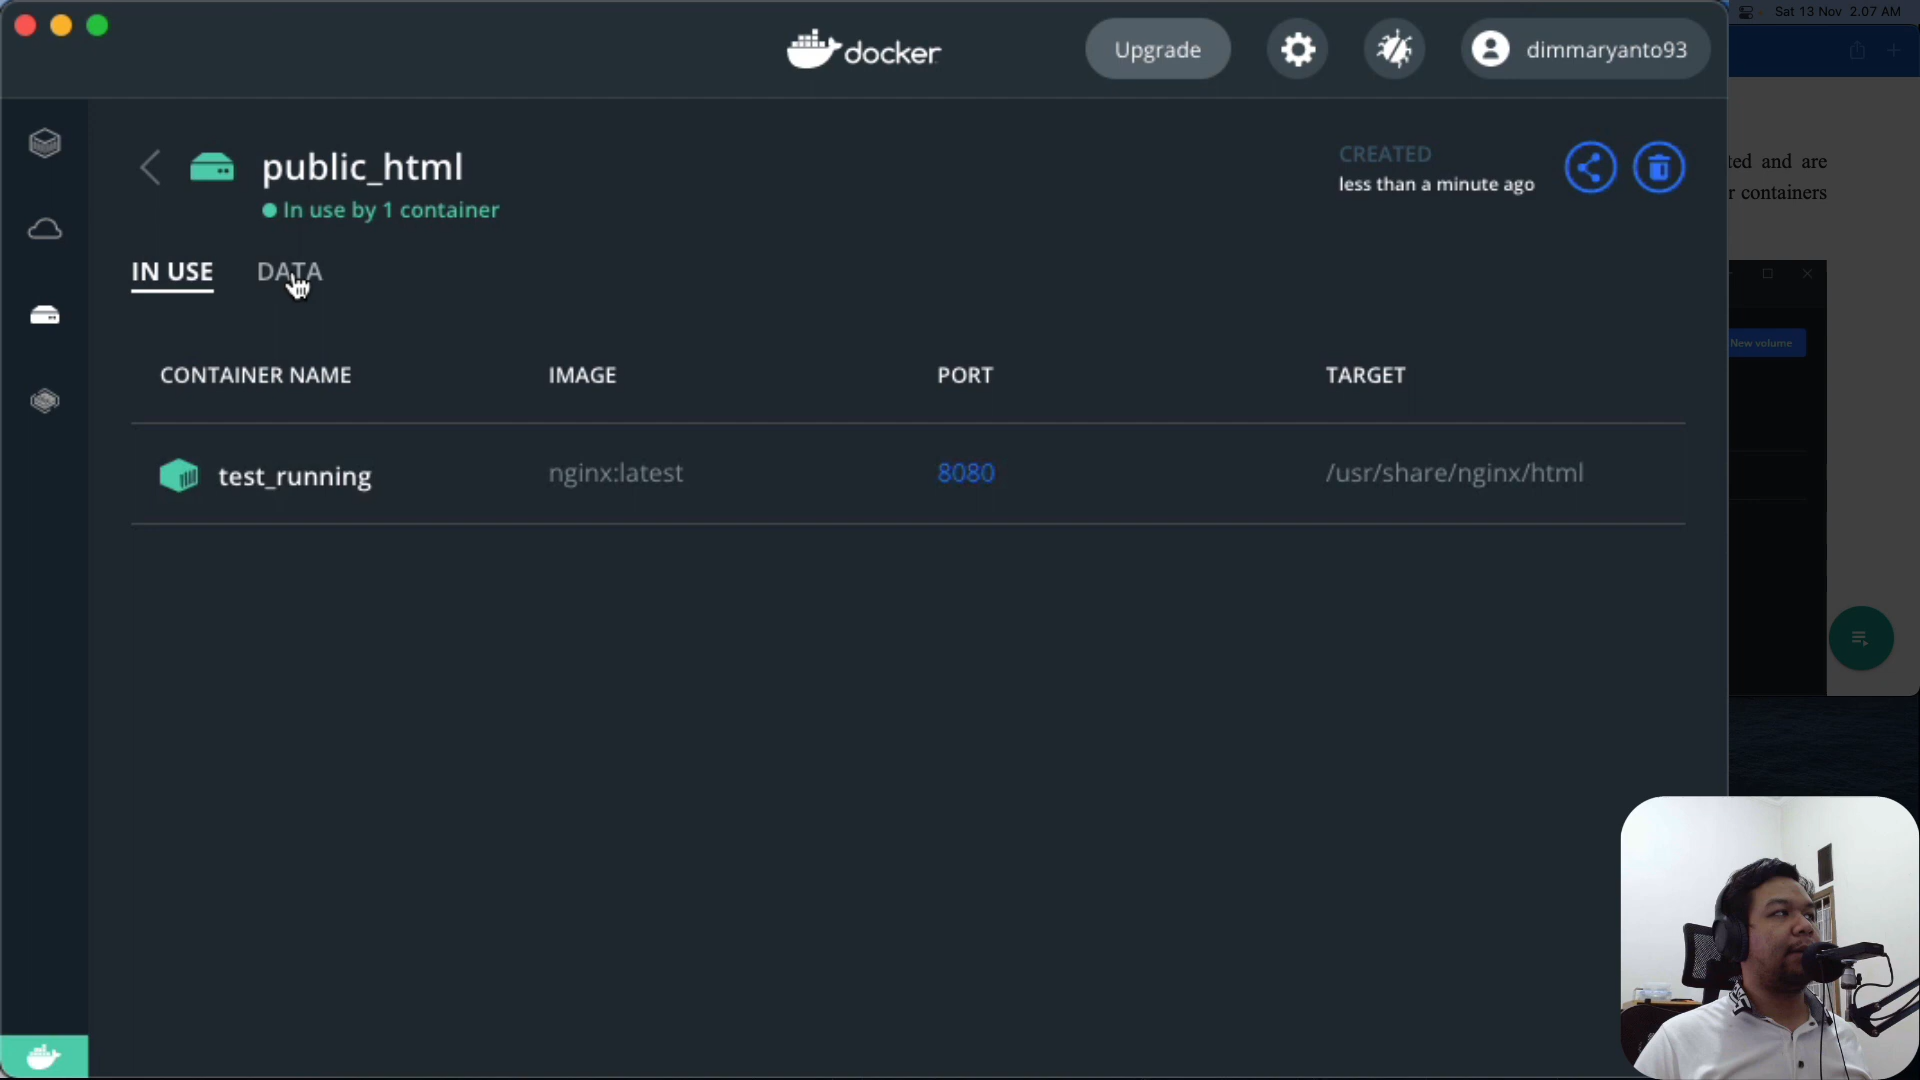 Sat 13 Nov 2.07 AM
docker
Upgrade
dimmaryanto93
public_html
In use by 1 container
CREATED
less than a minute ago
ted and are
r containers
IN USE
DATA
New volume
CONTAINER NAME
IMAGE
PORT
TARGET
test_running
nginx:latest
8080
/usr/share/nginx/html